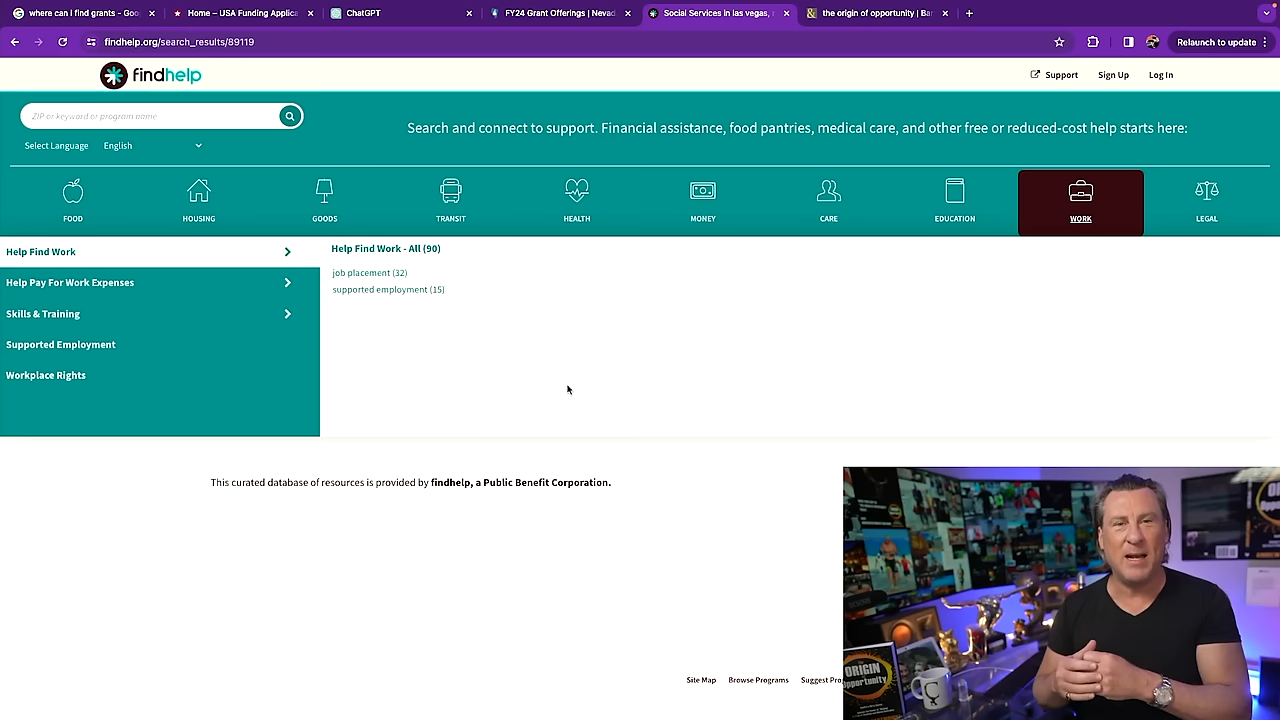 where can I find grants - Goo
Home – USA Funding Applica
ChatGPT
FY24 Grant Offerings | Nevad
Social Services in las vegas, n
the origin of opportunity | Bar
findhelp.org/search_results/89119
Relaunch to update
findhelp
Support
Sign Up
Log In
ZIP or keyword or program name
Select Language
English
Search and connect to support. Financial assistance, food pantries, medical care, and other free or reduced-cost help starts here:
FOOD
HOUSING
GOODS
TRANSIT
HEALTH
MONEY
CARE
EDUCATION
WORK
LEGAL
Help Find Work
Help Pay For Work Expenses
Skills & Training
Supported Employment
Workplace Rights
Help Find Work - All (90)
job placement (32)
supported employment (15)
This curated database of resources is provided by findhelp, a Public Benefit Corporation.
Site Map
Browse Programs
Suggest Pro
The
ORIGIN
Opportunity